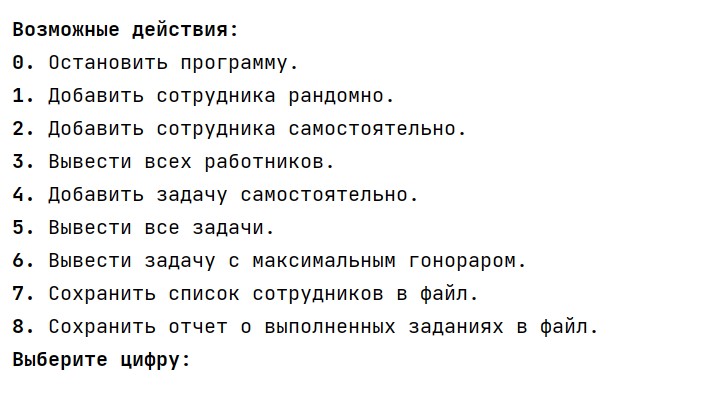 Возможные действия:
0. Остановить программу.
1. Добавить сотрудника рандомно.
2. Добавить сотрудника самостоятельно.
3. Вывести всех работников.
4. Добавить задачу самостоятельно.
5. Вывести все задачи.
6. Вывести задачу с максимальным гонораром.
7. Сохранить список сотрудников в файл.
8. Сохранить отчет о выполненных заданиях в файл.
Выберите цифру: